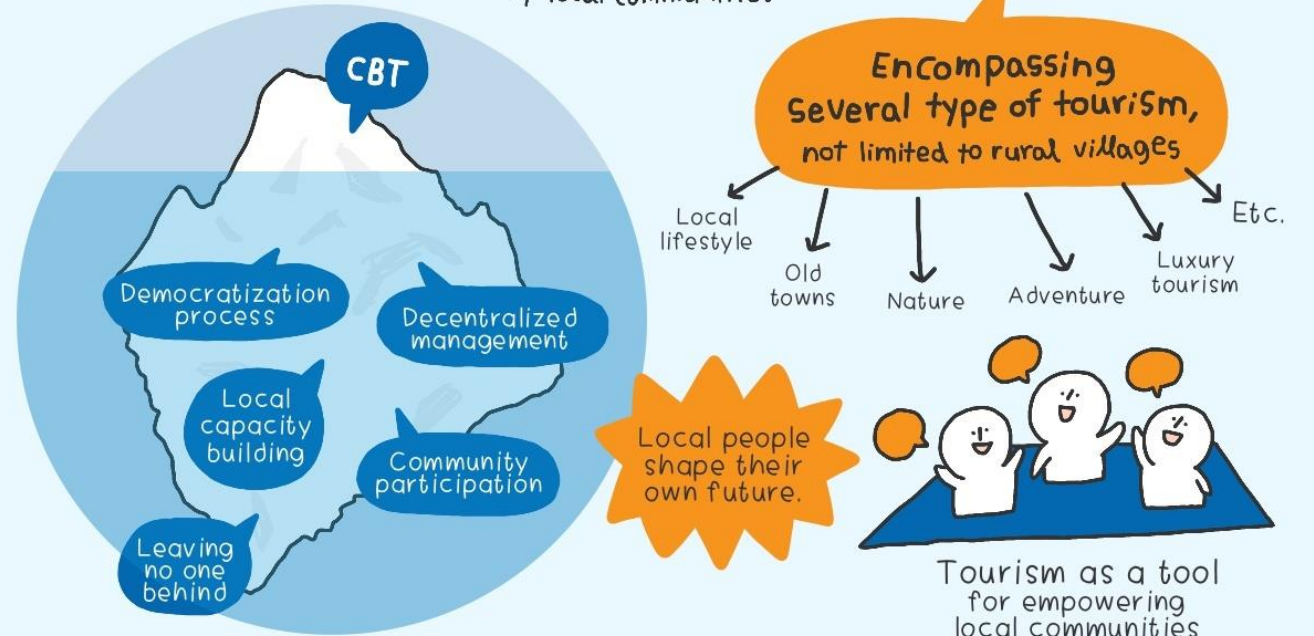 local communities
CBT
Encompassing
several type of tourism,
not limited to rural villages
Local
lifestyle
Old
towns
Nature
Adventure
Luxury
tourism
Etc.
Democratization
process
Decentralized
management
Local
capacity
building
Community
participation
Leaving
no one
behind
Local people
shape their
own future.
Tourism as a tool
for empowering
local communities